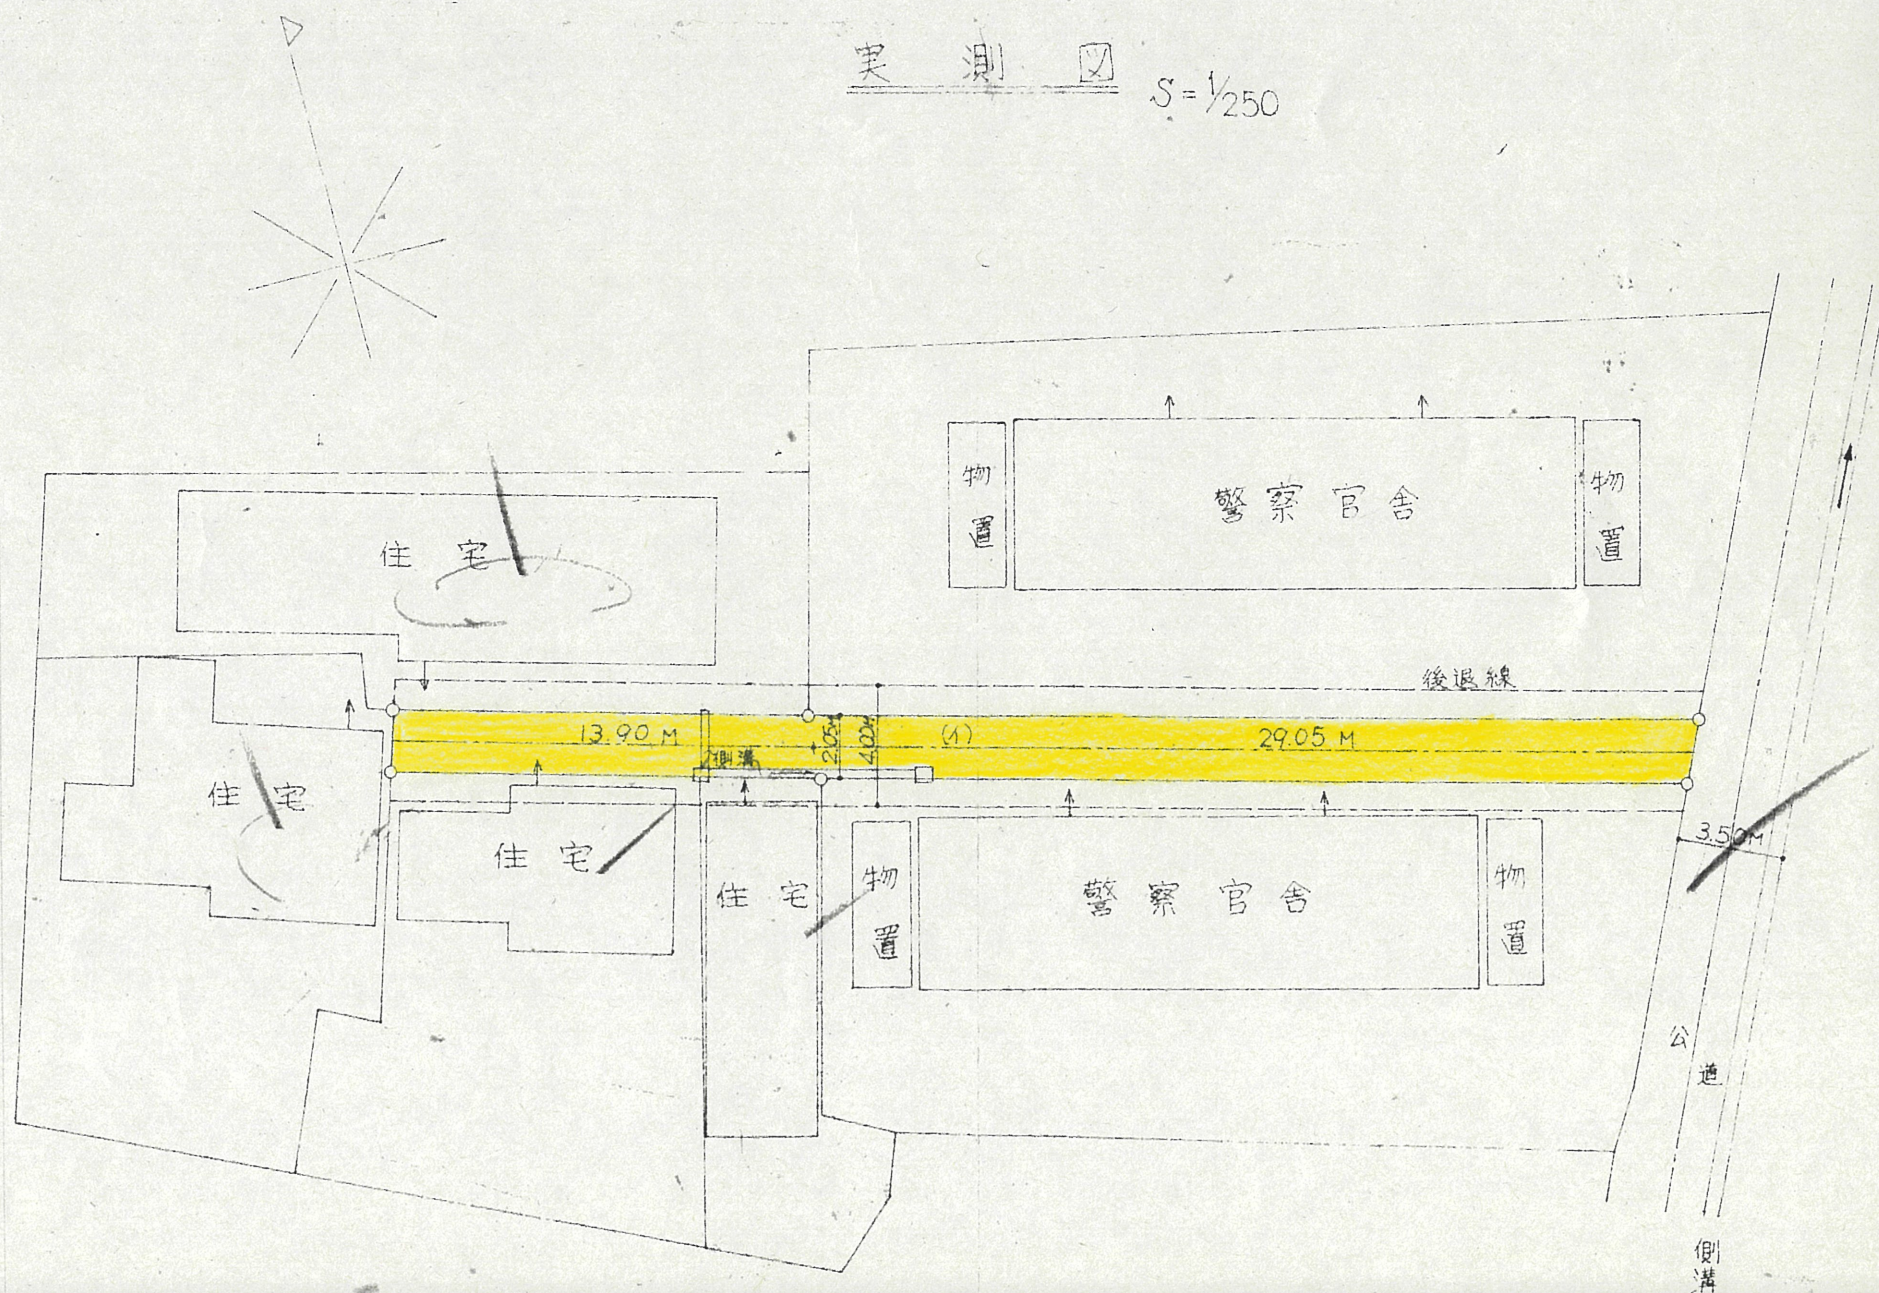 実測図
S=1/250
物置
警察官舎
物置
住宅
後退線
13.90 M
側溝
2.05M
4.00M
(イ)
29.05 M
住宅
住宅
住宅
物置
警察官舎
物置
3.50M
公道
側溝